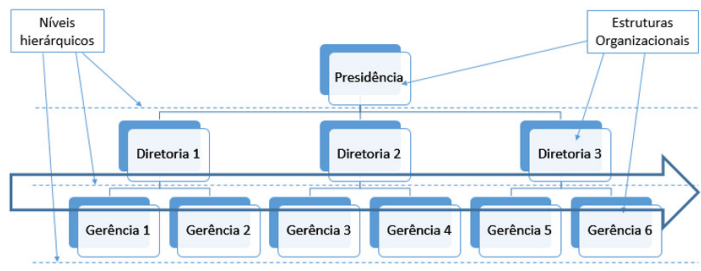 Níveis
hierárquicos
Estruturas
Organizacionais
Presidência
Diretoria 1
Diretoria 2
Diretoria 3
Gerência 1
Gerência 2
Gerência 3
Gerência 4
Gerência 5
Gerência 6